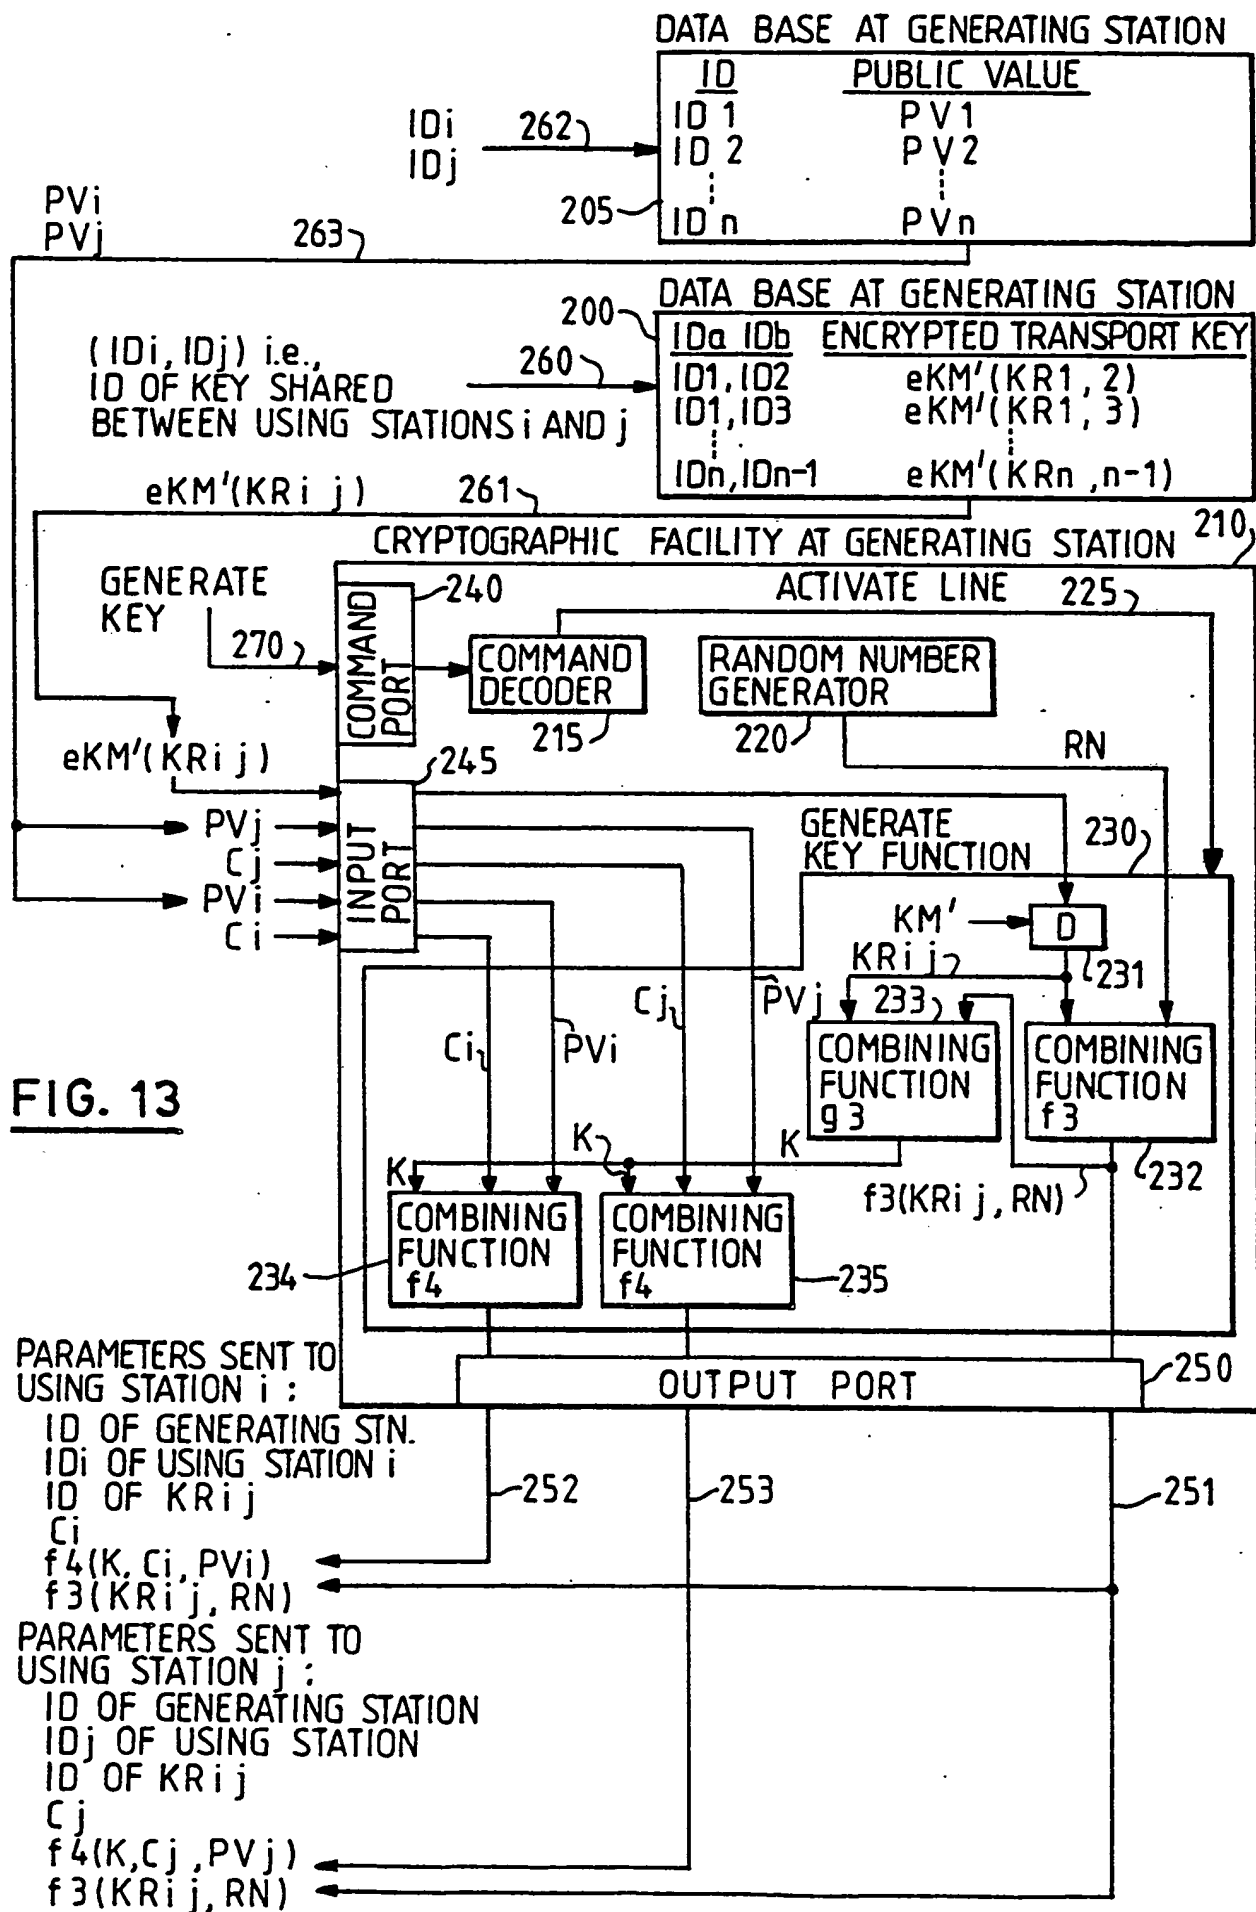 DATA BASE AT GENERATING STATION
ID PUBLIC VALUE
ID 1 PV1
ID 2 PV2
ID n PVn
205
IDi
IDj
262
PVi
PVj
263
DATA BASE AT GENERATING STATION
200
IDa IDb ENCRYPTED TRANSPORT KEY
ID1, ID2 eKM'(KR1, 2)
ID1, ID3 eKM'(KR1, 3)
IDn, IDn-1 eKM'(KRn, n-1)
(IDi, IDj) i.e.,
ID OF KEY SHARED
BETWEEN USING STATIONS i AND j
260
eKM'(KRij)
261
210
CRYPTOGRAPHIC FACILITY AT GENERATING STATION
GENERATE
KEY
270
240
COMMAND
PORT
COMMAND
DECODER
215
ACTIVATE LINE
225
RANDOM NUMBER
GENERATOR
220
RN
eKM'(KRij)
245
PVj
Cj
PVi
Ci
INPUT
PORT
GENERATE
KEY FUNCTION
230
KM'
D
231
KRij
233
PVj
Cj
PVi
Ci
COMBINING
FUNCTION
g3
COMBINING
FUNCTION
f3
232
f3(KRij, RN)
FIG. 13
K
K
K
COMBINING
FUNCTION
f4
234
COMBINING
FUNCTION
f4
235
OUTPUT PORT
250
PARAMETERS SENT TO
USING STATION i :
ID OF GENERATING STN.
IDi OF USING STATION i
ID OF KRij
Ci
f4(K, Ci, PVi)
f3(KRij, RN)
252
253
251
PARAMETERS SENT TO
USING STATION j :
ID OF GENERATING STATION
IDj OF USING STATION
ID OF KRij
Cj
f4(K, Cj, PVj)
f3(KRij, RN)